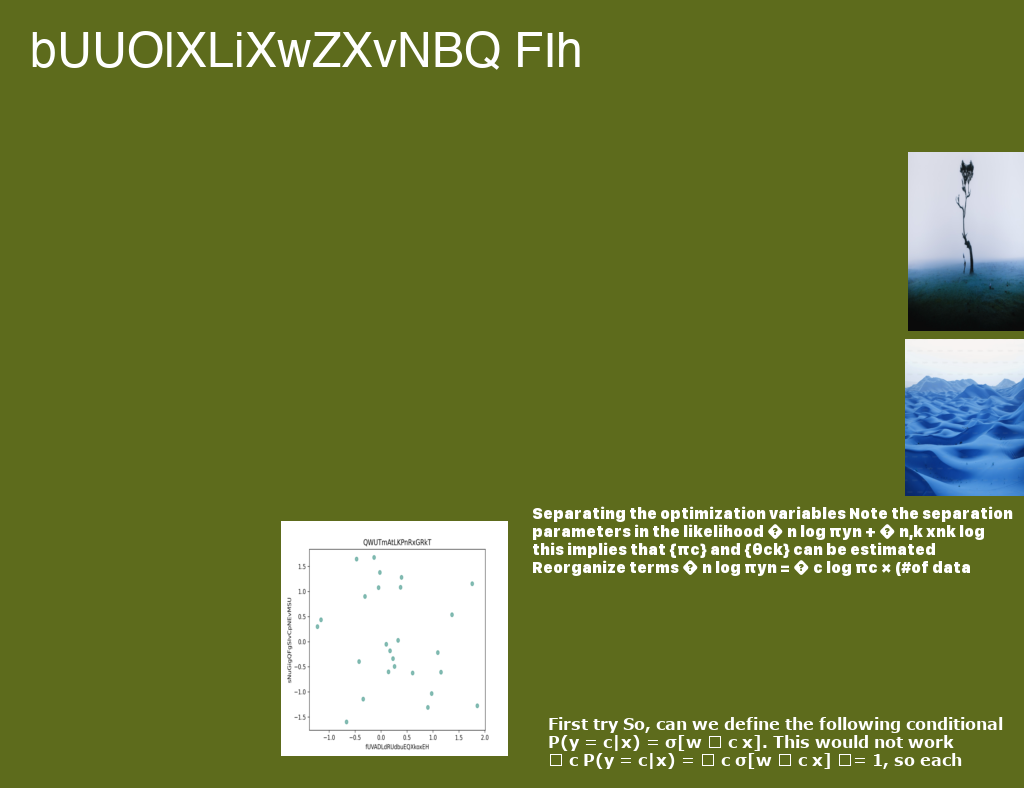 bUUOlXLiXwZXvNBQ FIh
Separating the optimization variables Note the separation
parameters in the likelihood � n log πyn + � n,k xnk log
this implies that {πc} and {θck} can be estimated
Reorganize terms � n log πyn = � c log πc × (#of data
QWUTmAtLKPnRxGRkT
1.5
1.0
0.5
0.0
−0.5
−1.0
−1.5
−1.0 −0.5 0.0 0.5 1.0 1.5 2.0
fUVADLdRUdbuEQXkoxEH
First try So, can we define the following conditional
P(y = c|x) = σ[w □ c x]. This would not work
□ c P(y = c|x) = □ c σ[w □ c x] □= 1, so each